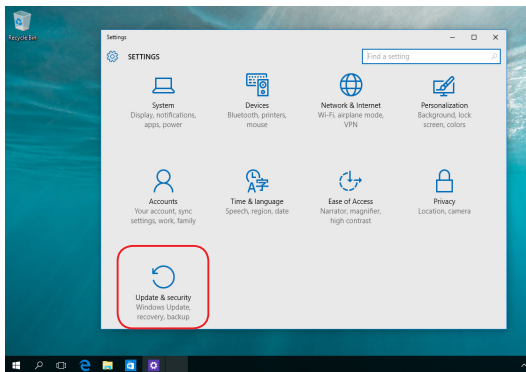 Recycle Bin
Settings
SETTINGS
Find a setting
System
Display, notifications,
apps, power
Devices
Bluetooth, printers,
mouse
Network & Internet
Wi-Fi, airplane mode,
VPN
Personalization
Background, lock
screen, colors
Accounts
Your account, sync
settings, work, family
Time & language
Speech, region, date
Ease of Access
Narrator, magnifier,
high contrast
Privacy
Location, camera
Update & security
Windows Update,
recovery, backup